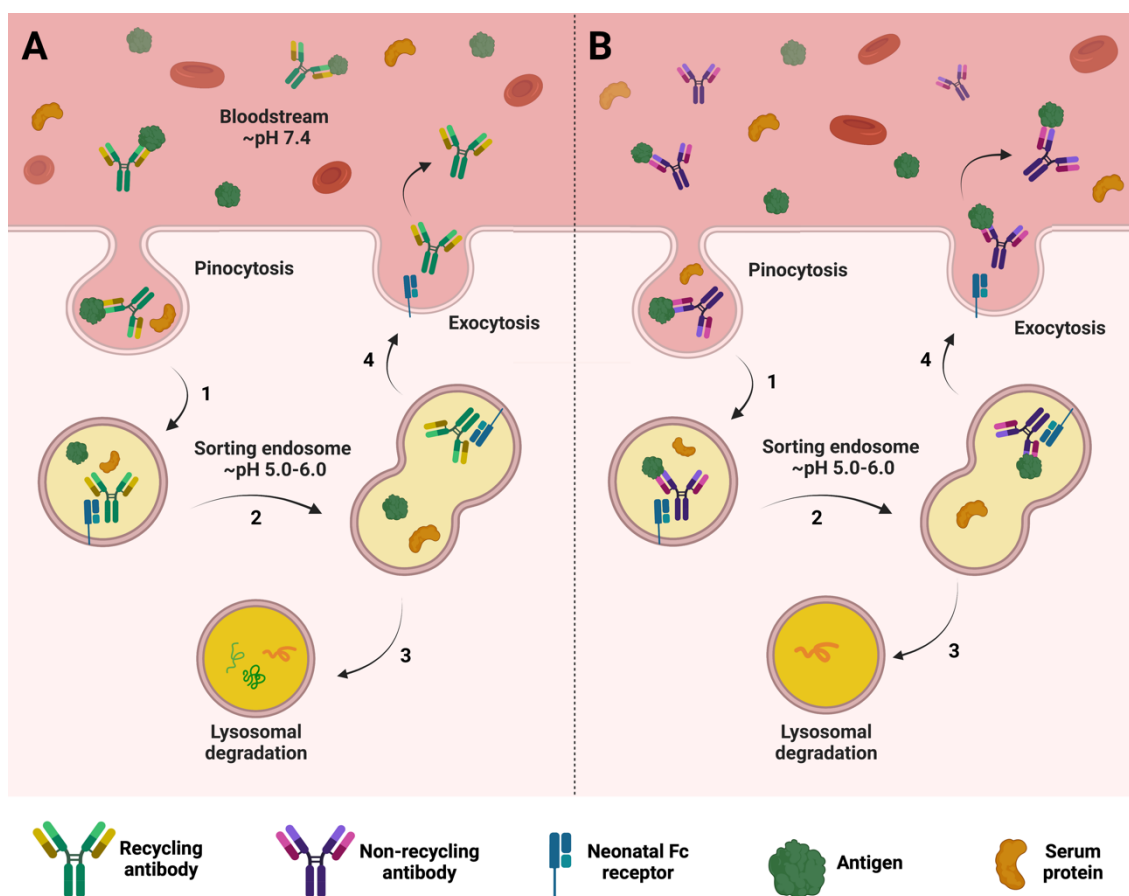 A
Bloodstream
~pH 7.4
Pinocytosis
Exocytosis
1
4
Sorting endosome
~pH 5.0-6.0
2
3
Lysosomal
degradation
B
Pinocytosis
Exocytosis
1
4
Sorting endosome
~pH 5.0-6.0
2
3
Lysosomal
degradation
Recycling
antibody
Non-recycling
antibody
Neonatal Fc
receptor
Antigen
Serum
protein